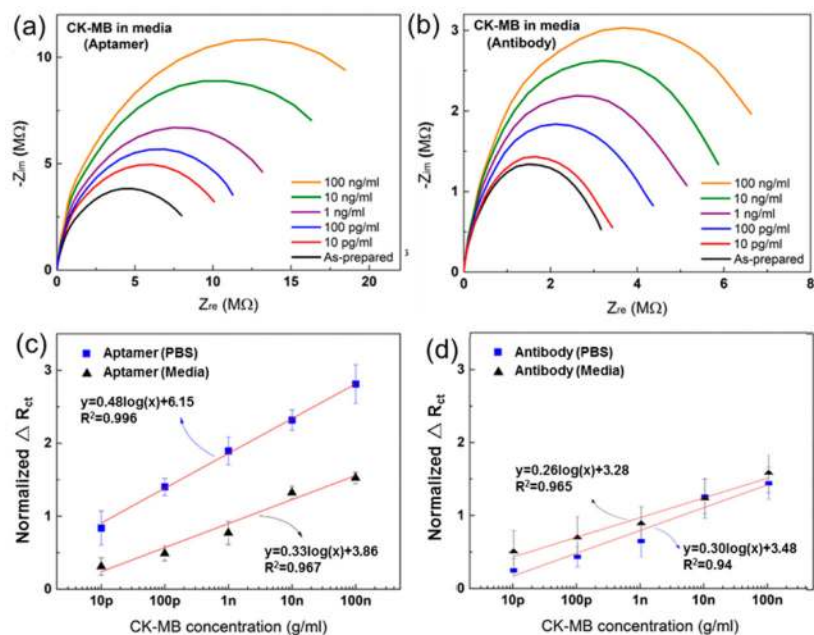 (a)
CK-MB in media
(Aptamer)
-Zim (MΩ)
10
5
0
0
5
10
15
20
Zre (MΩ)
100 ng/ml
10 ng/ml
1 ng/ml
100 pg/ml
10 pg/ml
As-prepared
(b)
CK-MB in media
(Antibody)
-Zim (MΩ)
3
2
1
0
0
2
4
6
8
Zre (MΩ)
100 ng/ml
10 ng/ml
1 ng/ml
100 pg/ml
10 pg/ml
As-prepared
(c)
Aptamer (PBS)
Aptamer (Media)
y=0.48log(x)+6.15
R²=0.996
y=0.33log(x)+3.86
R²=0.967
Normalized △ Rct
3
2
1
0
10p
100p
1n
10n
100n
CK-MB concentration (g/ml)
(d)
Antibody (PBS)
Antibody (Media)
y=0.26log(x)+3.28
R²=0.965
y=0.30log(x)+3.48
R²=0.94
Normalized △ Rct
3
2
1
0
10p
100p
1n
10n
100n
CK-MB concentration (g/ml)